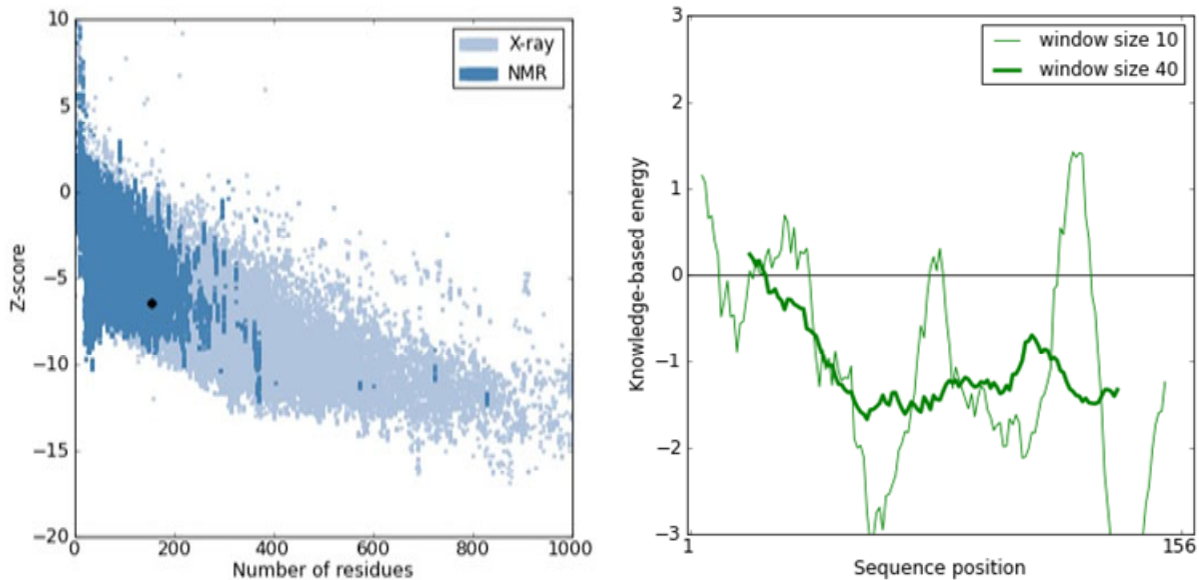 10
5
0
−5
−10
−15
−20
Z-score
X-ray
NMR
0
200
400
600
800
1000
Number of residues
3
2
1
0
−1
−2
−3
Knowledge-based energy
window size 10
window size 40
1
156
Sequence position